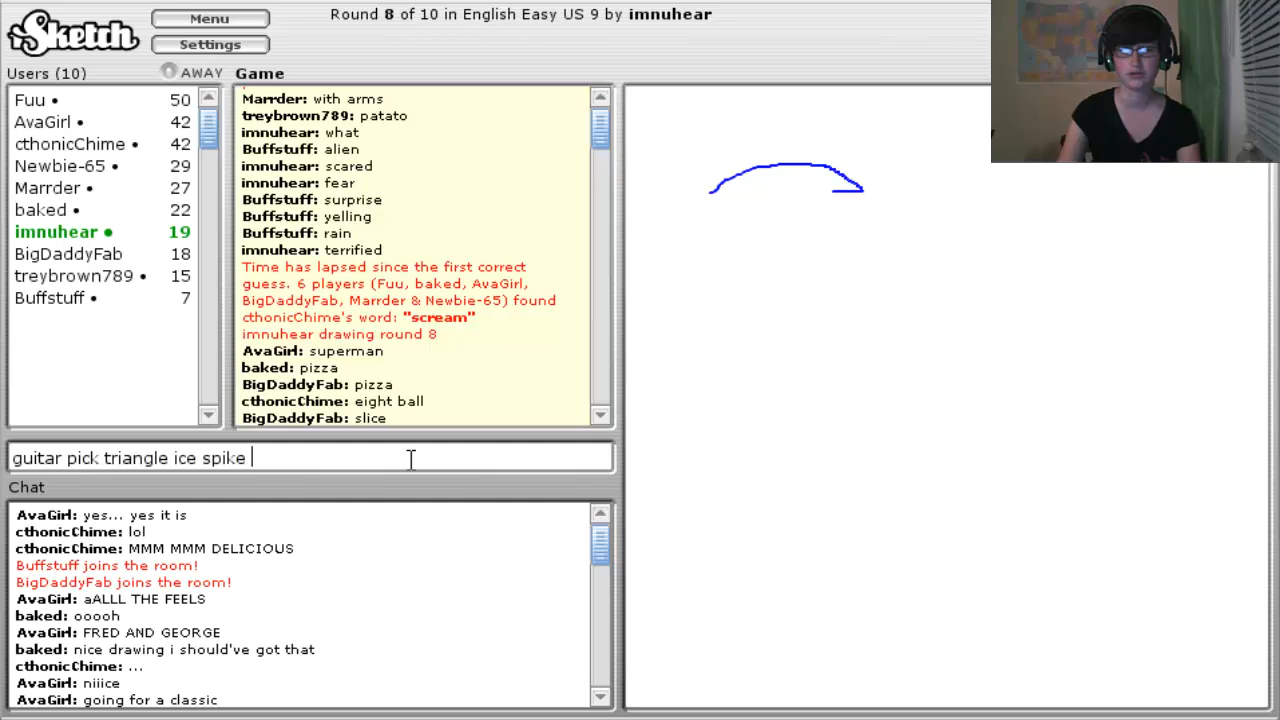 iSketch
Menu
Settings
Round 8 of 10 in English Easy US 9 by imnuhear
Users (10)
AWAY
Fuu • 50
AvaGirl • 42
cthonicChime • 42
Newbie-65 • 29
Marrder • 27
baked • 22
imnuhear • 19
BigDaddyFab 18
treybrown789 • 15
Buffstuff • 7
Game
Marrder: with arms
treybrown789: patato
imnuhear: what
Buffstuff: alien
imnuhear: scared
imnuhear: fear
Buffstuff: surprise
Buffstuff: yelling
Buffstuff: rain
imnuhear: terrified
Time has lapsed since the first correct
guess. 6 players (Fuu, baked, AvaGirl,
BigDaddyFab, Marrder & Newbie-65) found
cthonicChime's word: "scream"
imnuhear drawing round 8
AvaGirl: superman
baked: pizza
BigDaddyFab: pizza
cthonicChime: eight ball
BigDaddyFab: slice
guitar pick triangle ice spike
Chat
AvaGirl: yes... yes it is
cthonicChime: lol
cthonicChime: MMM MMM DELICIOUS
Buffstuff joins the room!
BigDaddyFab joins the room!
AvaGirl: aALLL THE FEELS
baked: ooooh
AvaGirl: FRED AND GEORGE
baked: nice drawing i should've got that
cthonicChime: ...
AvaGirl: niiice
AvaGirl: going for a classic